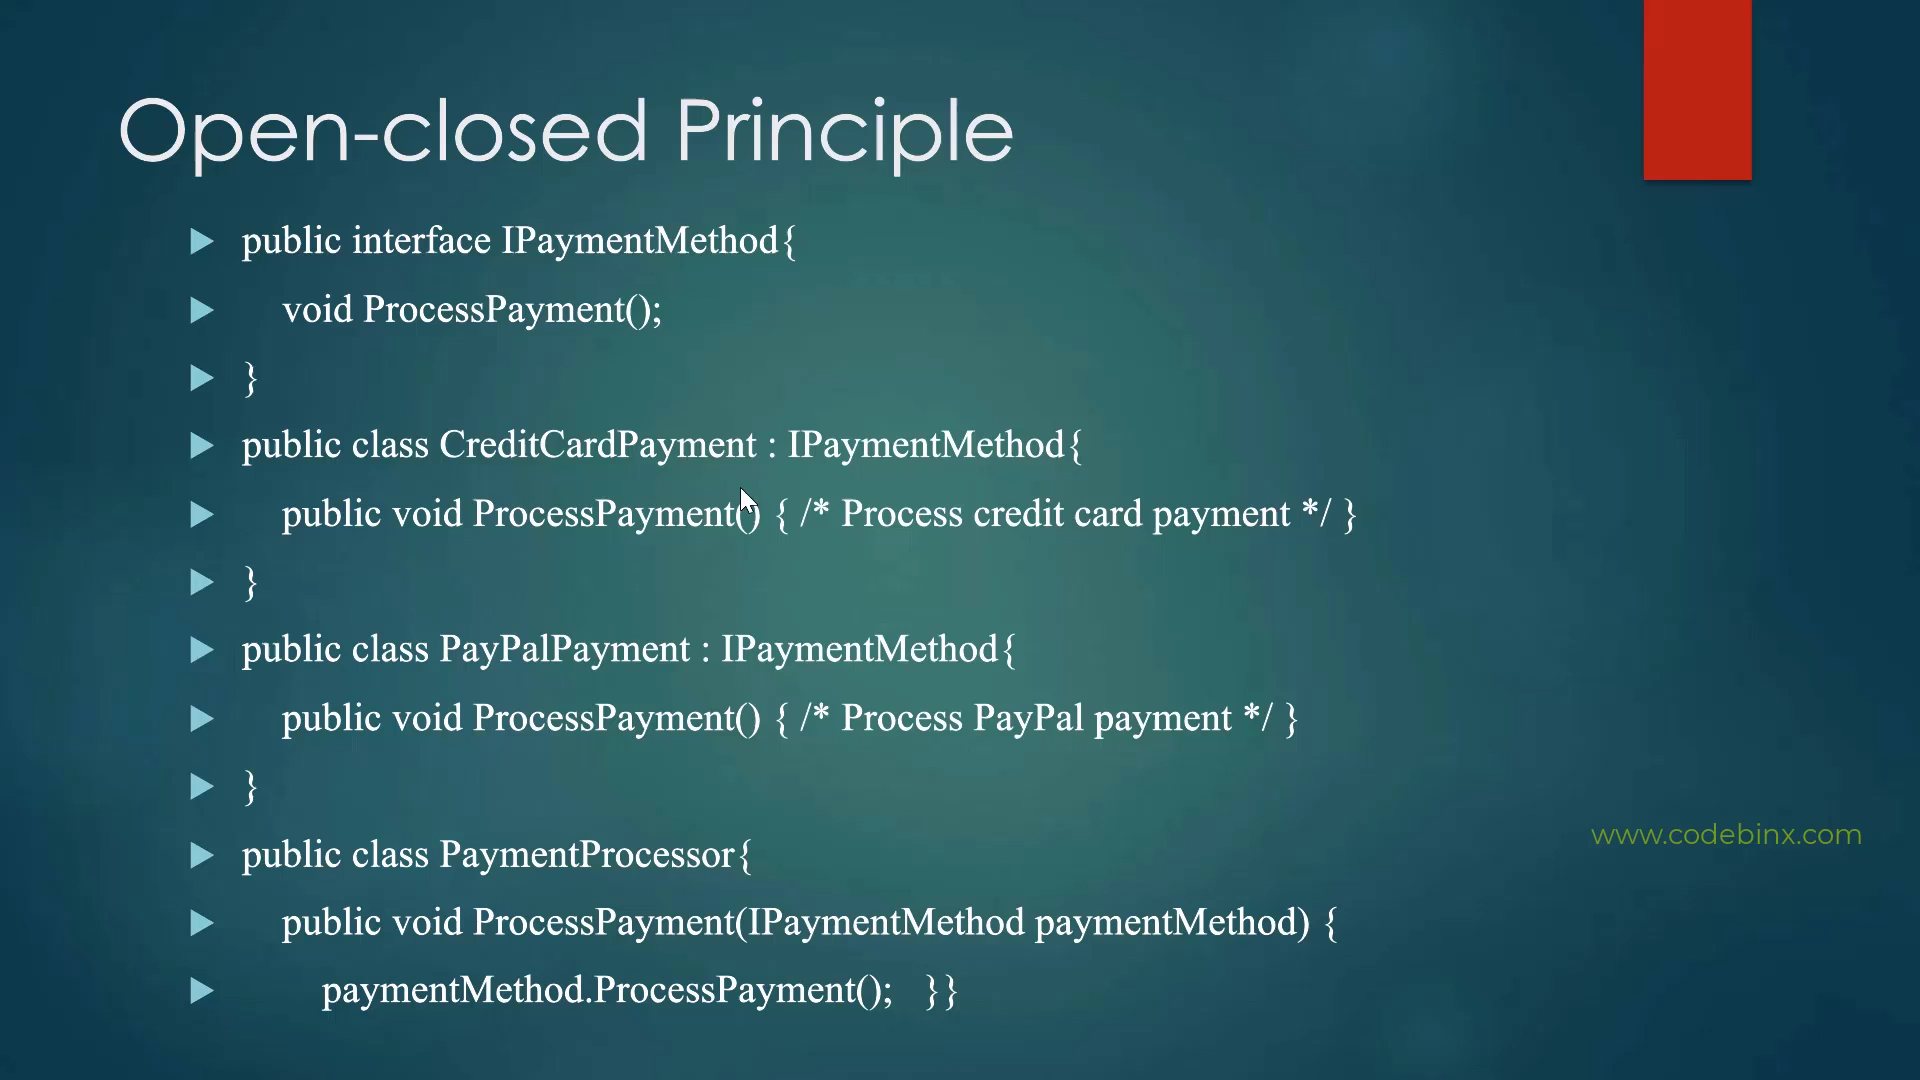 Open-closed Principle
public interface IPaymentMethod{
void ProcessPayment();
}
public class CreditCardPayment : IPaymentMethod{
public void ProcessPayment() { /* Process credit card payment */ }
}
public class PayPalPayment : IPaymentMethod{
public void ProcessPayment() { /* Process PayPal payment */ }
}
www.codebinx.com
public class PaymentProcessor{
public void ProcessPayment(IPaymentMethod paymentMethod) {
paymentMethod.ProcessPayment(); }}